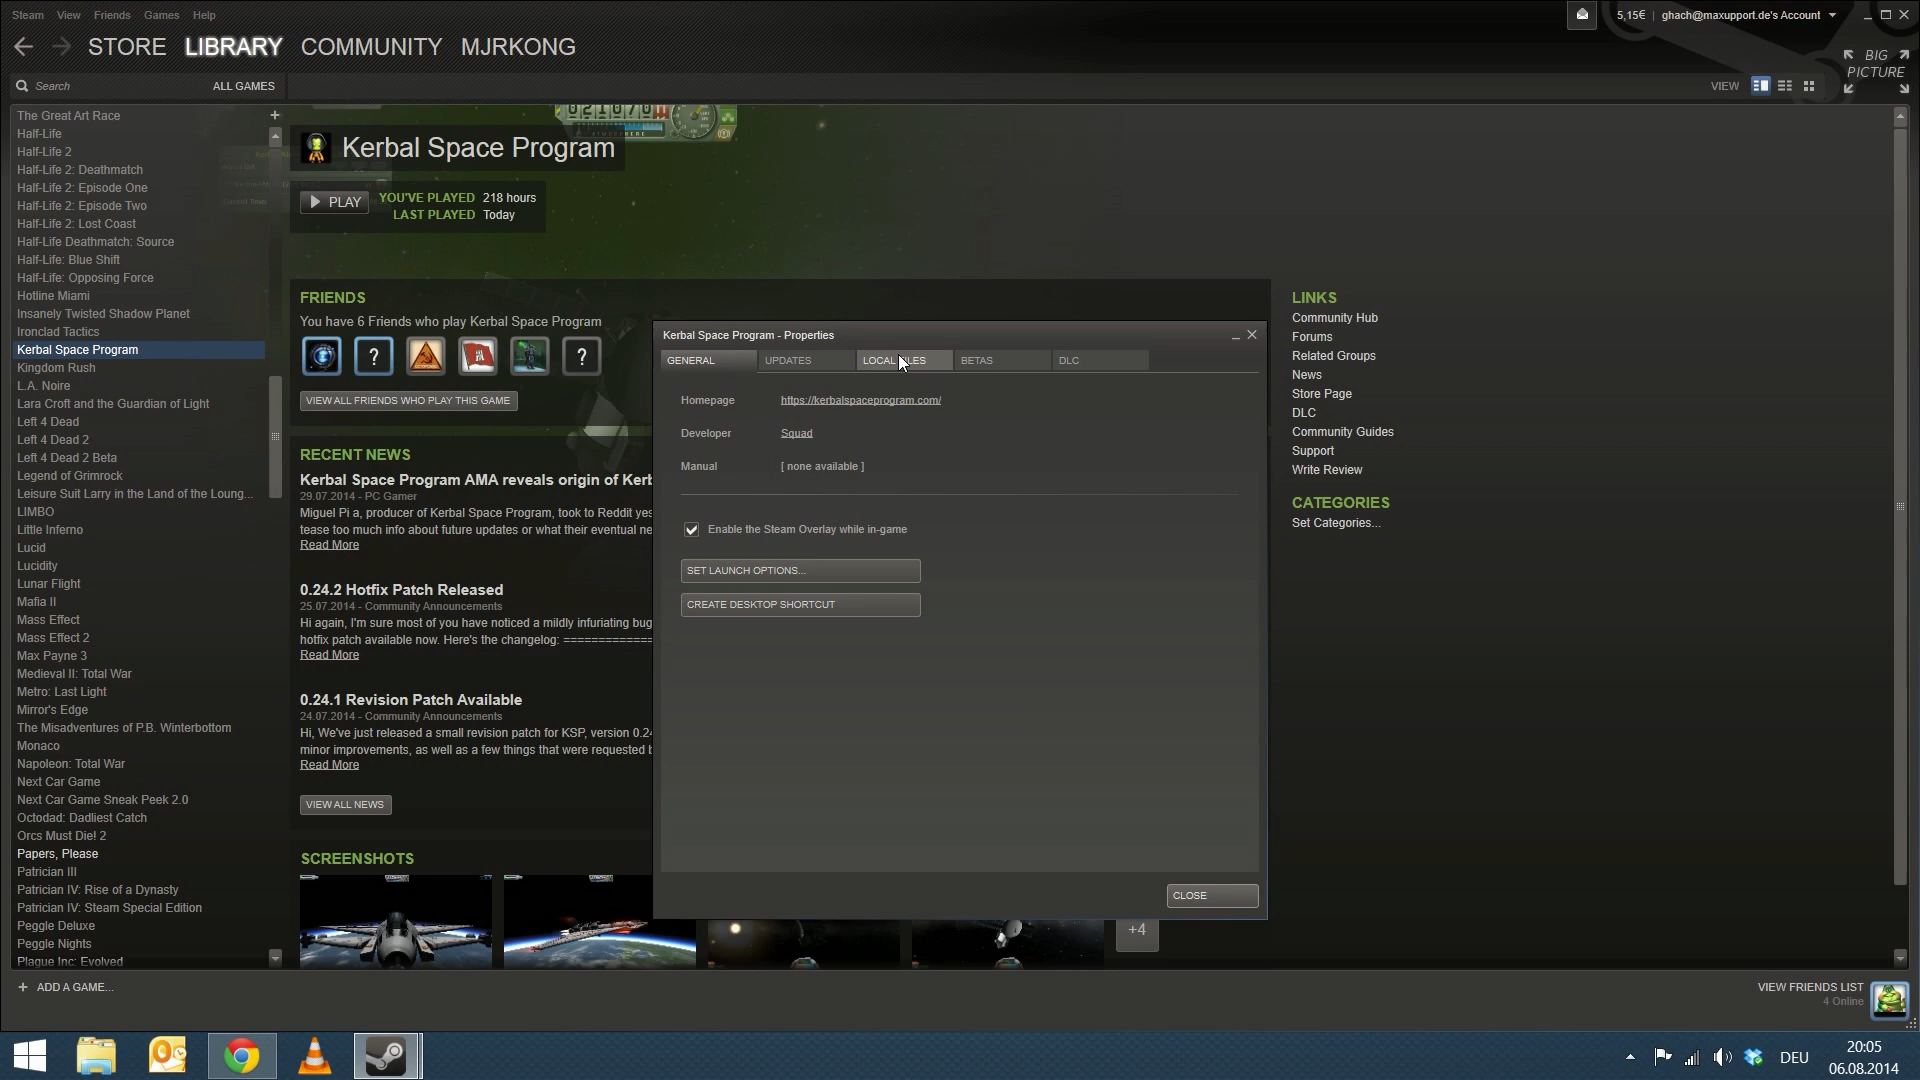 Steam View Friends Games Help
5,15€ | ghach@maxupport.de's Account
STORE LIBRARY COMMUNITY MJRKONG
BIG PICTURE
Search ALL GAMES
VIEW
The Great Art Race
Half-Life
Half-Life 2
Half-Life 2: Deathmatch
Half-Life 2: Episode One
Half-Life 2: Episode Two
Half-Life 2: Lost Coast
Half-Life Deathmatch: Source
Half-Life: Blue Shift
Half-Life: Opposing Force
Hotline Miami
Insanely Twisted Shadow Planet
Ironclad Tactics
Kerbal Space Program
Kingdom Rush
L.A. Noire
Lara Croft and the Guardian of Light
Left 4 Dead
Left 4 Dead 2
Left 4 Dead 2 Beta
Legend of Grimrock
Leisure Suit Larry in the Land of the Loung...
LIMBO
Little Inferno
Lucid
Lucidity
Lunar Flight
Mafia II
Mass Effect
Mass Effect 2
Max Payne 3
Medieval II: Total War
Metro: Last Light
Mirror's Edge
The Misadventures of P.B. Winterbottom
Monaco
Napoleon: Total War
Next Car Game
Next Car Game Sneak Peek 2.0
Octodad: Dadliest Catch
Orcs Must Die! 2
Papers, Please
Patrician III
Patrician IV: Rise of a Dynasty
Patrician IV: Steam Special Edition
Peggle Deluxe
Peggle Nights
Plague Inc: Evolved
+ ADD A GAME...
Kerbal Space Program
PLAY
YOU'VE PLAYED 218 hours
LAST PLAYED Today
FRIENDS
You have 6 Friends who play Kerbal Space Program
? ?
VIEW ALL FRIENDS WHO PLAY THIS GAME
RECENT NEWS
Kerbal Space Program AMA reveals origin of Kerb
29.07.2014 - PC Gamer
Miguel Pi a, producer of Kerbal Space Program, took to Reddit yes
tease too much info about future updates or what their eventual ne
Read More
0.24.2 Hotfix Patch Released
25.07.2014 - Community Announcements
Hi again, I'm sure most of you have noticed a mildly infuriating bug
hotfix patch available now. Here's the changelog: =============
Read More
0.24.1 Revision Patch Available
24.07.2014 - Community Announcements
Hi, We've just released a small revision patch for KSP, version 0.24
minor improvements, as well as a few things that were requested b
Read More
VIEW ALL NEWS
SCREENSHOTS
+4
Kerbal Space Program - Properties
GENERAL UPDATES LOCAL FILES BETAS DLC
Homepage https://kerbalspaceprogram.com/
Developer Squad
Manual [ none available ]
Enable the Steam Overlay while in-game
SET LAUNCH OPTIONS...
CREATE DESKTOP SHORTCUT
CLOSE
LINKS
Community Hub
Forums
Related Groups
News
Store Page
DLC
Community Guides
Support
Write Review
CATEGORIES
Set Categories...
VIEW FRIENDS LIST
4 Online
DEU
20:05
06.08.2014